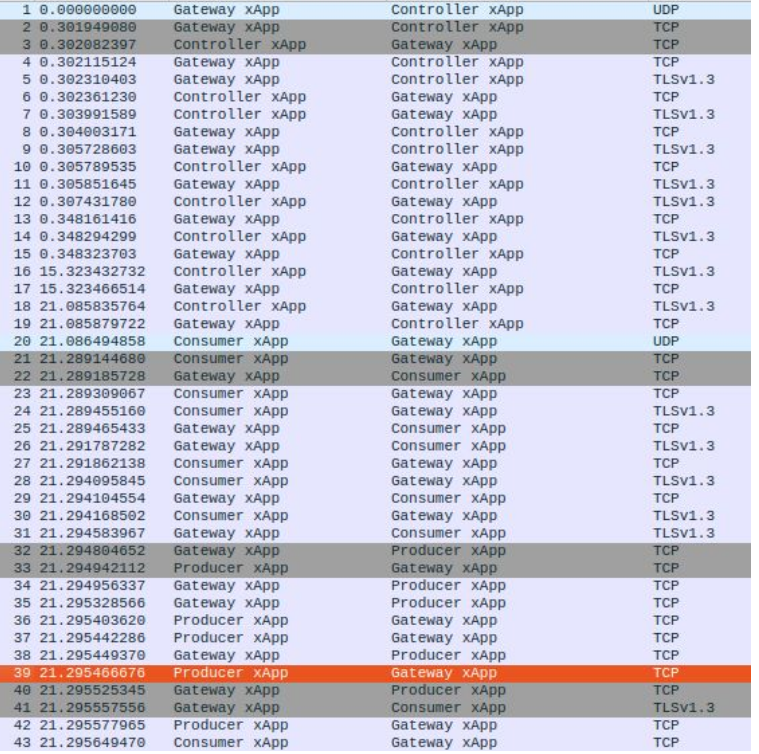 1 0.000000000 Gateway xApp Controller xApp UDP
2 0.301949080 Gateway xApp Controller xApp TCP
3 0.302082397 Controller xApp Gateway xApp TCP
4 0.302115124 Gateway xApp Controller xApp TCP
5 0.302310403 Gateway xApp Controller xApp TLSv1.3
6 0.302361230 Controller xApp Gateway xApp TCP
7 0.303991589 Controller xApp Gateway xApp TLSv1.3
8 0.304003171 Gateway xApp Controller xApp TCP
9 0.305728603 Gateway xApp Controller xApp TLSv1.3
10 0.305789535 Controller xApp Gateway xApp TCP
11 0.305851645 Gateway xApp Controller xApp TLSv1.3
12 0.307431780 Controller xApp Gateway xApp TLSv1.3
13 0.348161416 Gateway xApp Controller xApp TCP
14 0.348294299 Controller xApp Gateway xApp TLSv1.3
15 0.348323703 Gateway xApp Controller xApp TCP
16 15.323432732 Controller xApp Gateway xApp TLSv1.3
17 15.323466514 Gateway xApp Controller xApp TCP
18 21.085835764 Controller xApp Gateway xApp TLSv1.3
19 21.085879722 Gateway xApp Controller xApp TCP
20 21.086494858 Consumer xApp Gateway xApp UDP
21 21.289144680 Consumer xApp Gateway xApp TCP
22 21.289185728 Gateway xApp Consumer xApp TCP
23 21.289309067 Consumer xApp Gateway xApp TCP
24 21.289455160 Consumer xApp Gateway xApp TLSv1.3
25 21.289465433 Gateway xApp Consumer xApp TCP
26 21.291787282 Gateway xApp Consumer xApp TLSv1.3
27 21.291862138 Consumer xApp Gateway xApp TCP
28 21.294095845 Consumer xApp Gateway xApp TLSv1.3
29 21.294104554 Gateway xApp Consumer xApp TCP
30 21.294168502 Consumer xApp Gateway xApp TLSv1.3
31 21.294583967 Gateway xApp Consumer xApp TLSv1.3
32 21.294804652 Gateway xApp Producer xApp TCP
33 21.294942112 Producer xApp Gateway xApp TCP
34 21.294956337 Gateway xApp Producer xApp TCP
35 21.295328566 Gateway xApp Producer xApp TCP
36 21.295403620 Producer xApp Gateway xApp TCP
37 21.295442286 Producer xApp Gateway xApp TCP
38 21.295449370 Gateway xApp Producer xApp TCP
39 21.295466676 Producer xApp Gateway xApp TCP
40 21.295525345 Gateway xApp Producer xApp TCP
41 21.295557556 Gateway xApp Consumer xApp TLSv1.3
42 21.295577965 Producer xApp Gateway xApp TCP
43 21.295649470 Consumer xApp Gateway xApp TCP